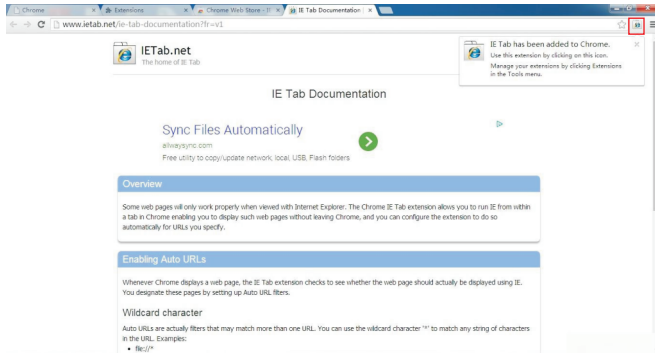 Chrome
Extensions
Chrome Web Store - IE
IE Tab Documentation
www.ietab.net/ie-tab-documentation?fr=v1
IETab.net
The home of IE Tab
IE Tab has been added to Chrome.
Use this extension by clicking on this icon.
Manage your extensions by clicking Extensions
in the Tools menu.
IE Tab Documentation
Sync Files Automatically
allwaysync.com
Free utility to copy/update network, local, USB, Flash folders
Overview
Some web pages will only work properly when viewed with Internet Explorer. The Chrome IE Tab extension allows you to run IE from within
a tab in Chrome enabling you to display such web pages without leaving Chrome, and you can configure the extension to do so
automatically for URLs you specify.
Enabling Auto URLs
Whenever Chrome displays a web page, the IE Tab extension checks to see whether the web page should actually be displayed using IE.
You designate these pages by setting up Auto URL filters.
Wildcard character
Auto URLs are actually filters that may match more than one URL. You can use the wildcard character '*' to match any string of characters
in the URL. Examples:
• file://*